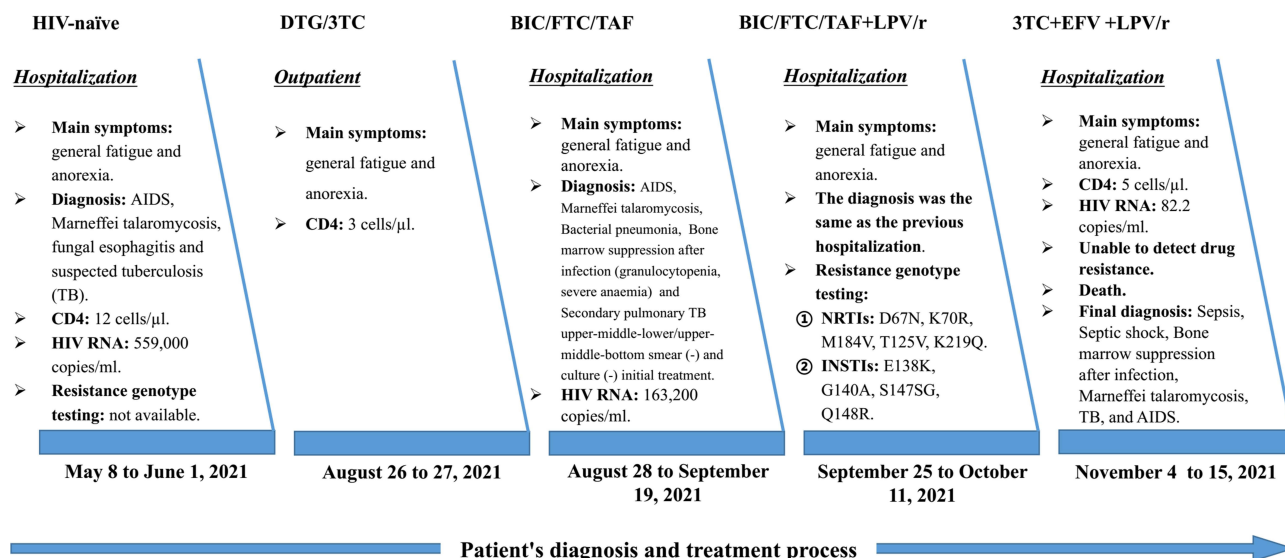 HIV-naïve
Hospitalization
➢ Main symptoms:
general fatigue and
anorexia.
➢ Diagnosis: AIDS,
Marneffei talaromycosis,
fungal esophagitis and
suspected tuberculosis
(TB).
➢ CD4: 12 cells/µl.
➢ HIV RNA: 559,000
copies/ml.
➢ Resistance genotype
testing: not available.
May 8 to June 1, 2021
DTG/3TC
Outpatient
➢ Main symptoms:
general fatigue and
anorexia.
➢ CD4: 3 cells/µl.
August 26 to 27, 2021
BIC/FTC/TAF
Hospitalization
➢ Main symptoms:
general fatigue and
anorexia.
➢ Diagnosis: AIDS,
Marneffei talaromycosis,
Bacterial pneumonia, Bone
marrow suppression after
infection (granulocytopenia,
severe anaemia) and
Secondary pulmonary TB
upper-middle-lower/upper-
middle-bottom smear (-) and
culture (-) initial treatment.
➢ HIV RNA: 163,200
copies/ml.
August 28 to September
19, 2021
BIC/FTC/TAF+LPV/r
Hospitalization
➢ Main symptoms:
general fatigue and
anorexia.
➢ The diagnosis was the
same as the previous
hospitalization.
➢ Resistance genotype
testing:
① NRTIs: D67N, K70R,
M184V, T125V, K219Q.
② INSTIs: E138K,
G140A, S147SG,
Q148R.
September 25 to October
11, 2021
3TC+EFV +LPV/r
Hospitalization
➢ Main symptoms:
general fatigue and
anorexia.
➢ CD4: 5 cells/µl.
➢ HIV RNA: 82.2
copies/ml.
➢ Unable to detect drug
resistance.
➢ Death.
➢ Final diagnosis: Sepsis,
Septic shock, Bone
marrow suppression
after infection,
Marneffei talaromycosis,
TB, and AIDS.
November 4 to 15, 2021
Patient's diagnosis and treatment process